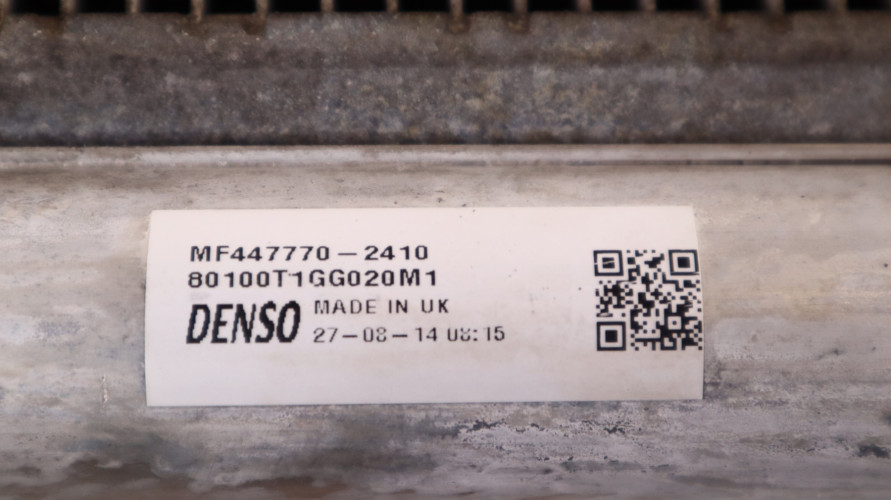 MF447770-2410
80100T1GG020M1
DENSO MADE IN UK
27-08-14 08:15